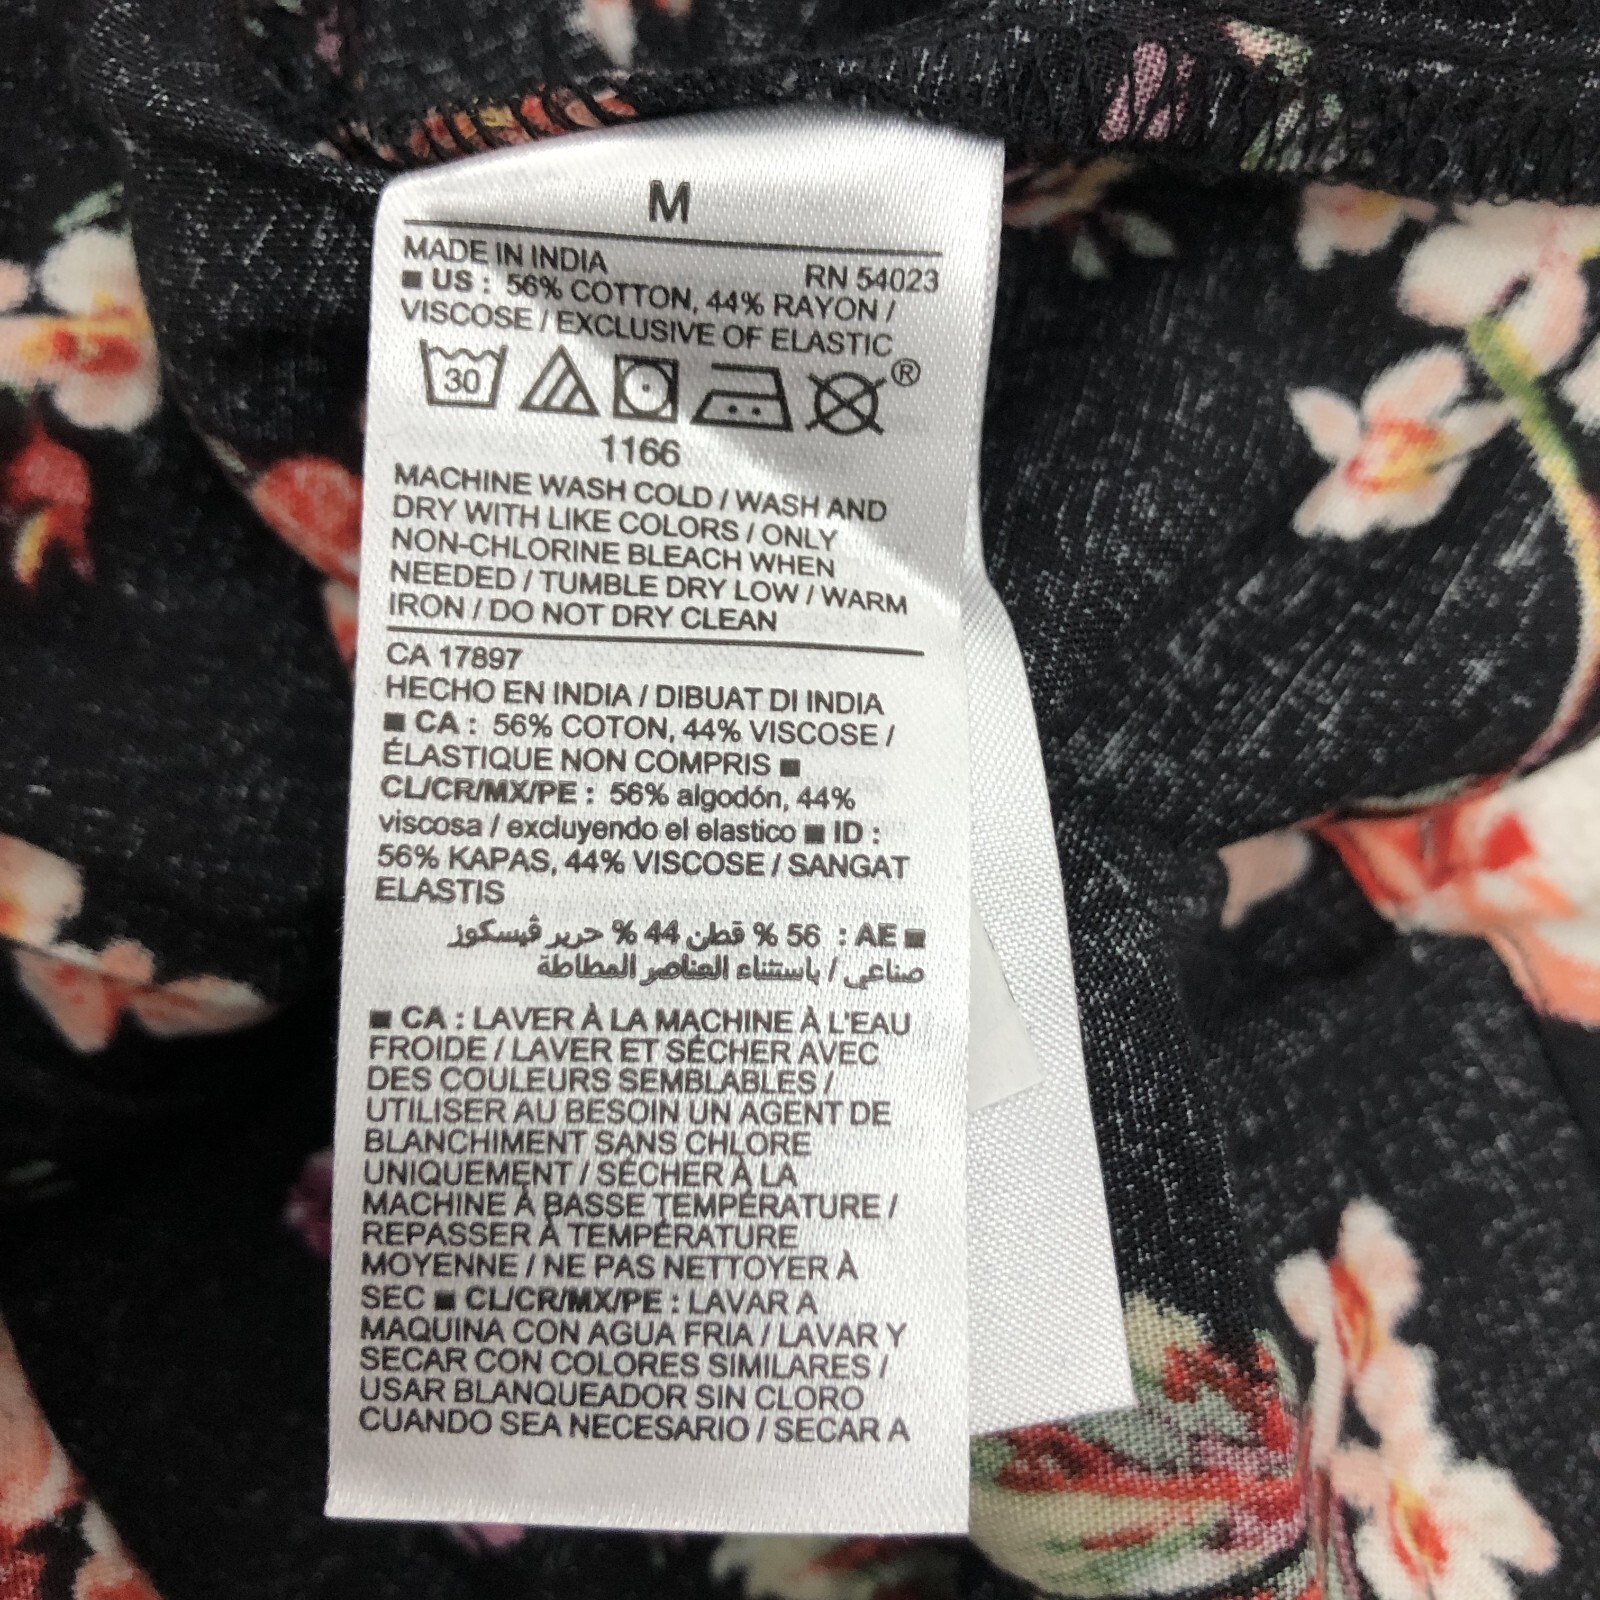 M
MADE IN INDIA RN 54023
■ US : 56% COTTON, 44% RAYON /
VISCOSE / EXCLUSIVE OF ELASTIC
30 ®
1166
MACHINE WASH COLD / WASH AND
DRY WITH LIKE COLORS / ONLY
NON-CHLORINE BLEACH WHEN
NEEDED / TUMBLE DRY LOW / WARM
IRON / DO NOT DRY CLEAN
CA 17897
HECHO EN INDIA / DIBUAT DI INDIA
■ CA : 56% COTON, 44% VISCOSE /
ÉLASTIQUE NON COMPRIS ■
CL/CR/MX/PE : 56% algodón, 44%
viscosa / excluyendo el elastico ■ ID :
56% KAPAS, 44% VISCOSE / SANGAT
ELASTIS
■ AE : 56 % قطن 44 % حرير ڤيسكوز
صناعي / باستثناء العناصر المطاطة
■ CA : LAVER À LA MACHINE À L'EAU
FROIDE / LAVER ET SÉCHER AVEC
DES COULEURS SEMBLABLES /
UTILISER AU BESOIN UN AGENT DE
BLANCHIMENT SANS CHLORE
UNIQUEMENT / SÉCHER À LA
MACHINE À BASSE TEMPÉRATURE /
REPASSER À TEMPÉRATURE
MOYENNE / NE PAS NETTOYER À
SEC ■ CL/CR/MX/PE : LAVAR A
MAQUINA CON AGUA FRIA / LAVAR Y
SECAR CON COLORES SIMILARES /
USAR BLANQUEADOR SIN CLORO
CUANDO SEA NECESARIO / SECAR A